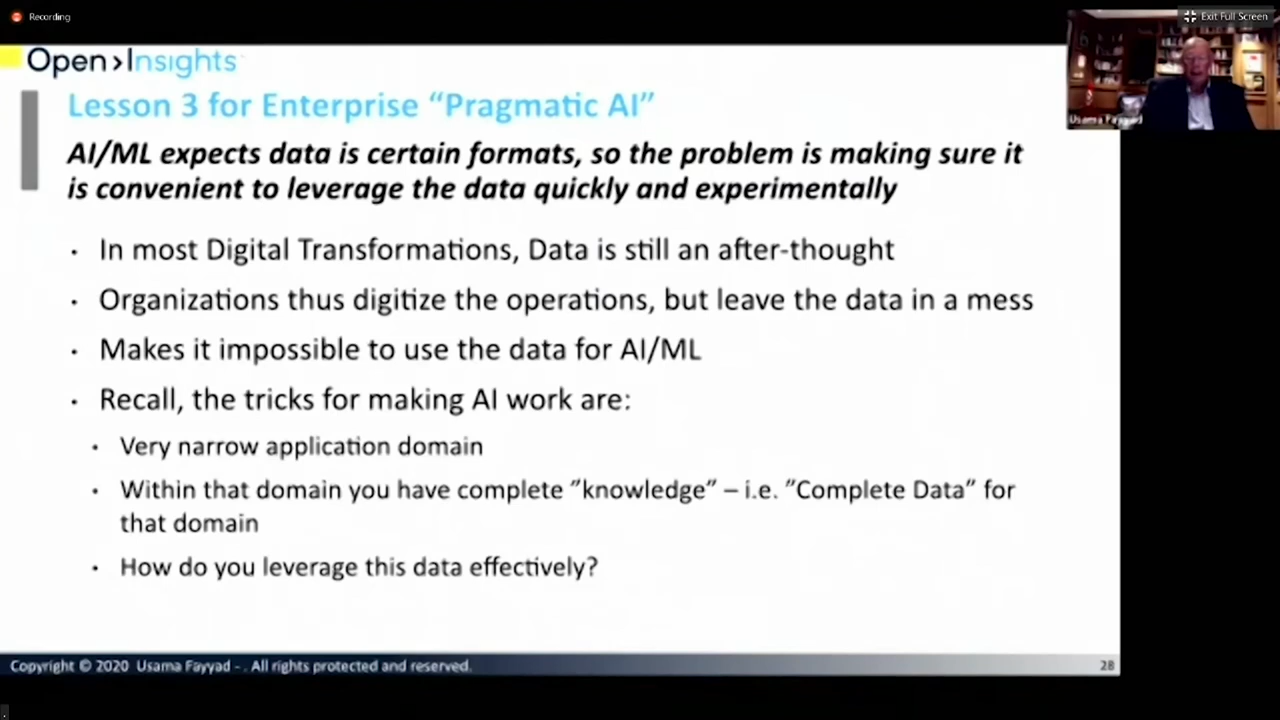 Recording
Exit Full Screen
Open>Insights
Usama Fayyad
Lesson 3 for Enterprise “Pragmatic AI”
AI/ML expects data is certain formats, so the problem is making sure it
is convenient to leverage the data quickly and experimentally
· In most Digital Transformations, Data is still an after-thought
· Organizations thus digitize the operations, but leave the data in a mess
· Makes it impossible to use the data for AI/ML
· Recall, the tricks for making AI work are:
· Very narrow application domain
· Within that domain you have complete ”knowledge” – i.e. ”Complete Data” for
that domain
· How do you leverage this data effectively?
Copyright © 2020 Usama Fayyad - . All rights protected and reserved.
28